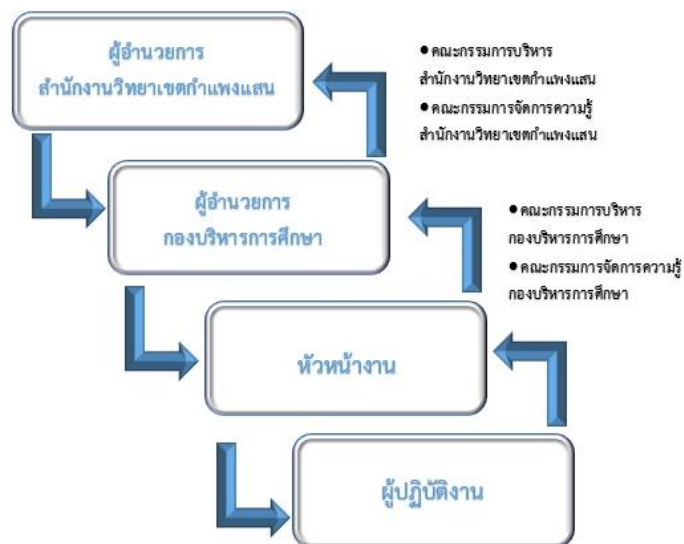 ผู้อำนวยการ
สำนักงานวิทยาเขตกำแพงแสน
● คณะกรรมการบริหาร
สำนักงานวิทยาเขตกำแพงแสน
● คณะกรรมการจัดการความรู้
สำนักงานวิทยาเขตกำแพงแสน
ผู้อำนวยการ
กองบริหารการศึกษา
● คณะกรรมการบริหาร
กองบริหารการศึกษา
● คณะกรรมการจัดการความรู้
กองบริหารการศึกษา
หัวหน้างาน
ผู้ปฏิบัติงาน